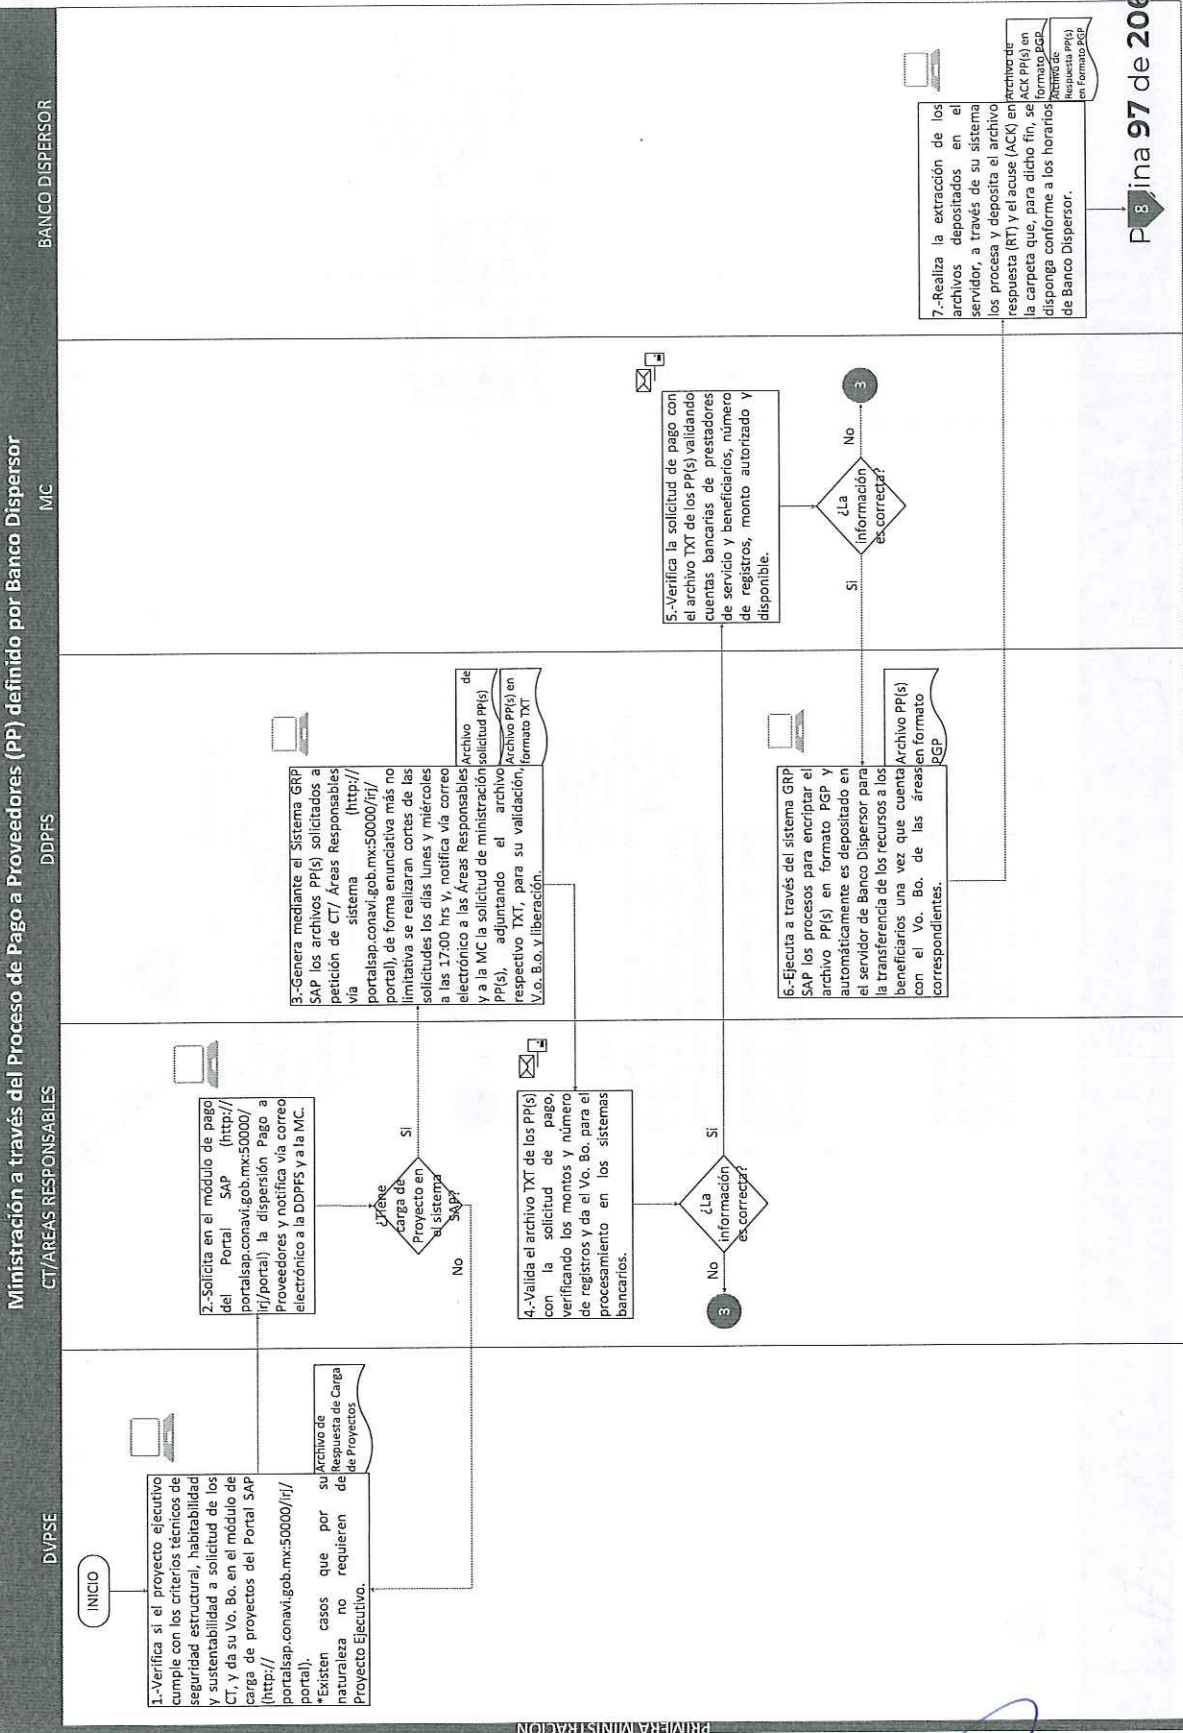 Ministración a través del Proceso de Pago a Proveedores (PP) definido por Banco Dispersor
DVPSE
CT/AREAS RESPONSABLES
DDPFS
MC
BANCO DISPERSOR
PRIMERA MINISTRACIÓN
INICIO
1.-Verifica si el proyecto ejecutivo
cumple con los criterios técnicos de
seguridad estructural, habitabilidad
y sustentabilidad a solicitud de los
CT, y da su Vo. Bo. en el módulo de
carga de proyectos del Portal SAP
(http://
portalsap.conavi.gob.mx:50000/irj/
portal).
*Existen casos que por su
naturaleza no requieren de
Proyecto Ejecutivo.
Archivo de
Respuesta de Carga
de Proyectos
2.-Solicita en el módulo de pago
del Portal SAP (http://
portalsap.conavi.gob.mx:50000/
irj/portal) la dispersión Pago a
Proveedores y notifica vía correo
electrónico a la DDPFS y a la MC.
¿Tiene
carga de
Proyecto en
el sistema
SAP?
Si
No
3.-Genera mediante el Sistema GRP
SAP los archivos PP(s) solicitados a
petición de CT/ Áreas Responsables
vía sistema (http://
portalsap.conavi.gob.mx:50000/irj/
portal), de forma enunciativa más no
limitativa se realizaran cortes de las
solicitudes los días lunes y miércoles
a las 17:00 hrs y, notifica vía correo
electrónico a las Áreas Responsables
y a la MC la solicitud de ministración
PP(s), adjuntando el archivo
respectivo TXT, para su validación,
V.o. B.o. y liberación.
Archivo de
solicitud PP(s)
Archivo PP(s) en
formato TXT
4.-Valida el archivo TXT de los PP(s)
con la solicitud de pago,
verificando los montos y número
de registros y da el Vo. Bo. para el
procesamiento en los sistemas
bancarios.
¿La
información
es correcta?
Si
No
3
5.-Verifica la solicitud de pago con
el archivo TXT de los PP(s) validando
cuentas bancarias de prestadores
de servicio y beneficiarios, número
de registros, monto autorizado y
disponible.
¿La
información
es correcta?
Si
No
3
6.-Ejecuta a través del sistema GRP
SAP los procesos para encriptar el
archivo PP(s) en formato PGP y
automáticamente es depositado en
el servidor de Banco Dispersor para
la transferencia de los recursos a los
beneficiarios una vez que cuenta
con el Vo. Bo. de las áreas
correspondientes.
Archivo PP(s)
en formato
PGP
7.-Realiza la extracción de los
archivos depositados en el
servidor, a través de su sistema
los procesa y deposita el archivo
respuesta (RT) y el acuse (ACK) en
la carpeta que, para dicho fin, se
disponga conforme a los horarios
de Banco Dispersor.
Archivo de
ACK PP(s) en
formato PGP
Archivo de
Respuesta PP(s)
en Formato PGP
8
P ina 97 de 206